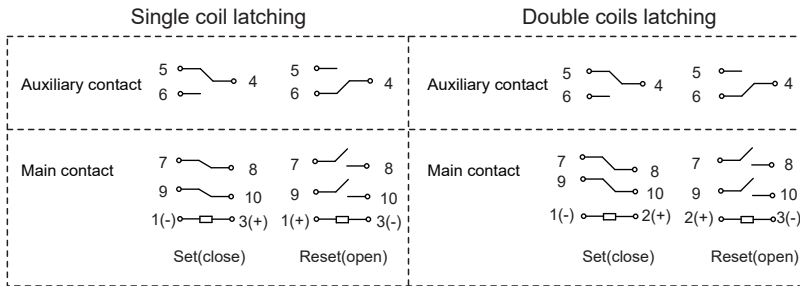 Single coil latching Double coils latching
Auxiliary contact 5 4 6 5 4 6 Auxiliary contact 5 4 6 5 4 6
Main contact 7 8 7 8 Main contact 7 8 7 8
9 10 9 10 9 10 9 10
1(-) 3(+) 1(+) 3(-) 1(-) 2(+) 2(+) 3(-)
Set(close) Reset(open) Set(close) Reset(open)